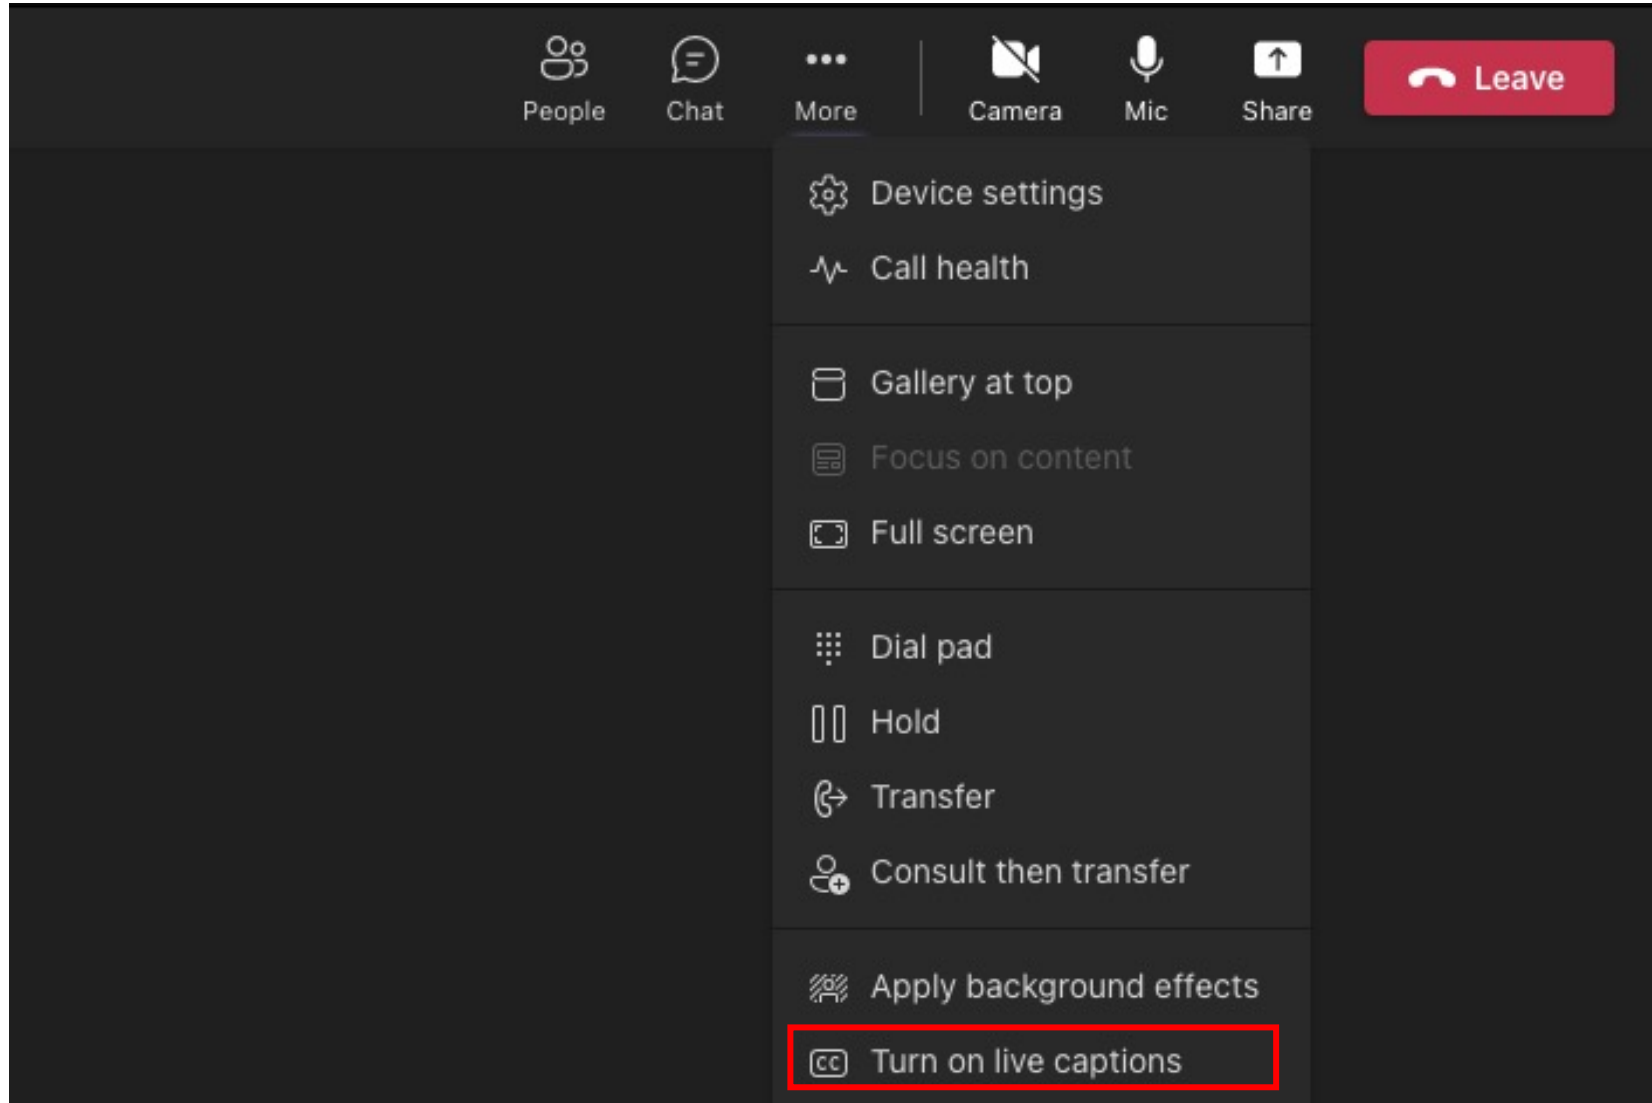 People Chat More Camera Mic Share Leave
Device settings
Call health
Gallery at top
Focus on content
Full screen
Dial pad
Hold
Transfer
Consult then transfer
Apply background effects
CC Turn on live captions